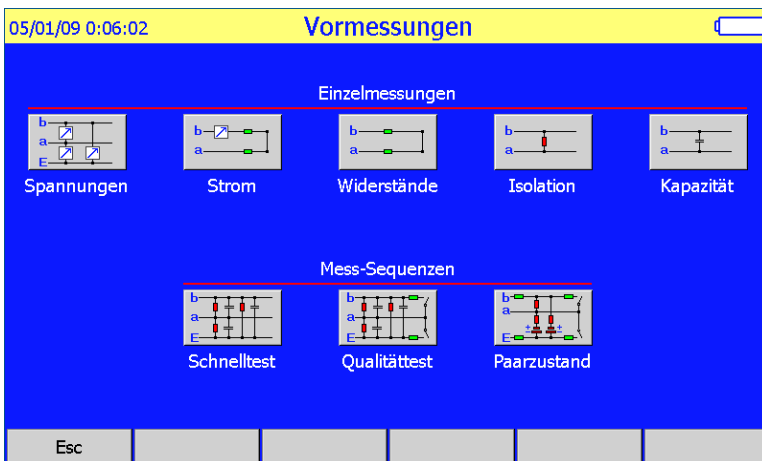 05/01/09 0:06:02 Vormessungen
Einzelmessungen
b a E b a b a b a b a
Spannungen Strom Widerstände Isolation Kapazität
Mess-Sequenzen
b a E b a E b a E
Schnelltest Qualitättest Paarzustand
Esc